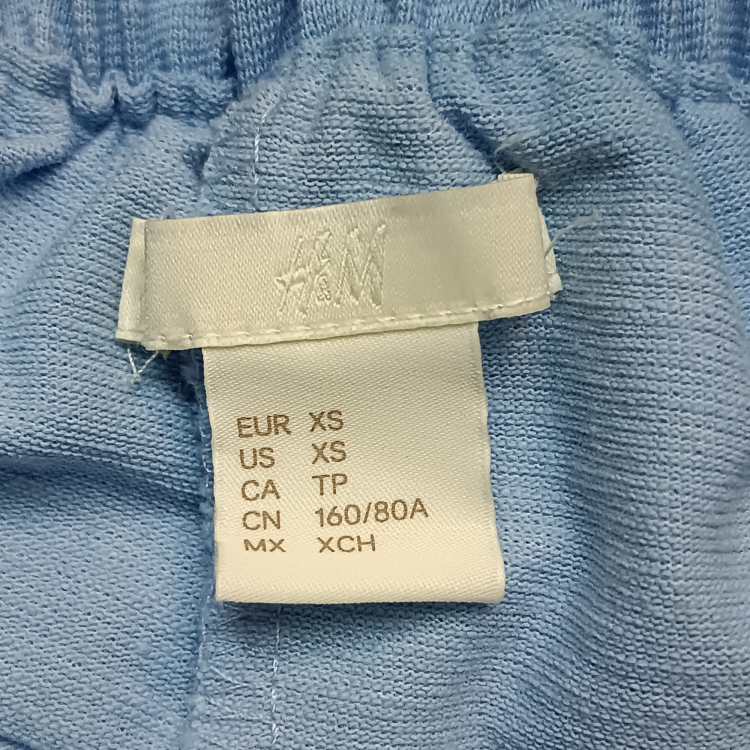 H&M
EUR XS
US XS
CA TP
CN 160/80A
MX XCH